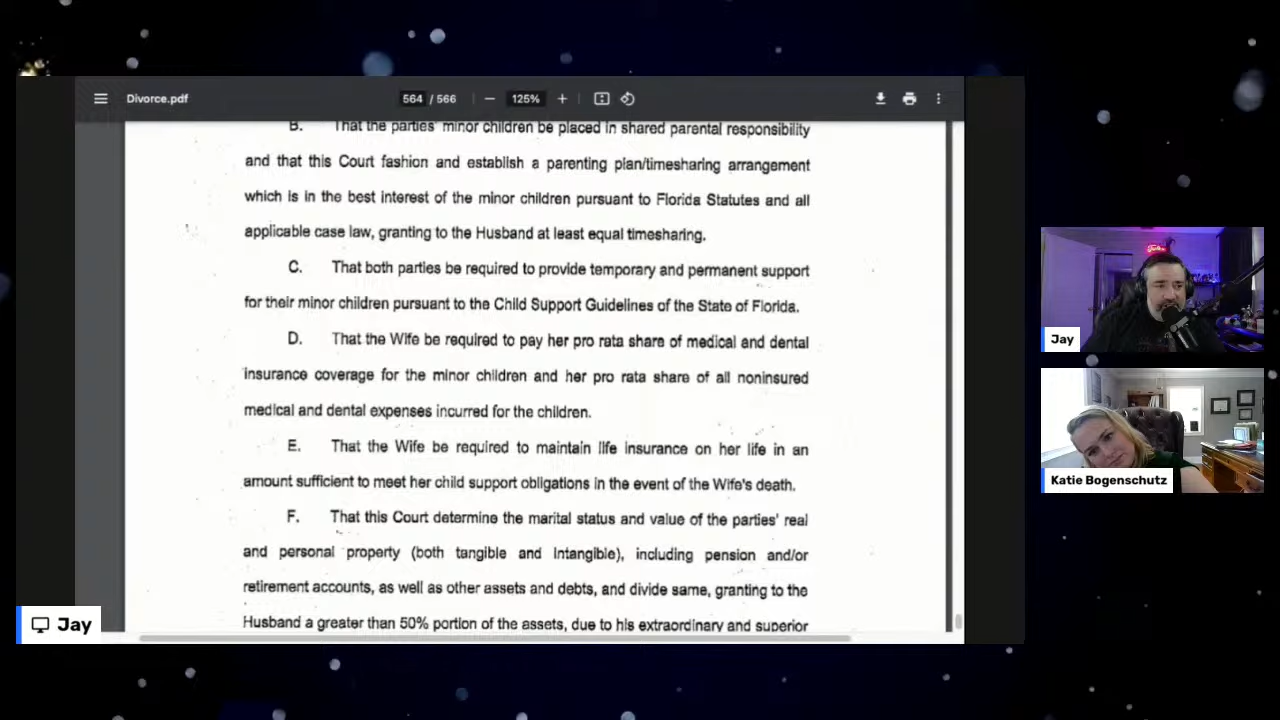 Divorce.pdf
564 / 566
125%
B. That the parties' minor children be placed in shared parental responsibility
and that this Court fashion and establish a parenting plan/timesharing arrangement
which is in the best interest of the minor children pursuant to Florida Statutes and all
applicable case law, granting to the Husband at least equal timesharing.
C. That both parties be required to provide temporary and permanent support
for their minor children pursuant to the Child Support Guidelines of the State of Florida.
D. That the Wife be required to pay her pro rata share of medical and dental
insurance coverage for the minor children and her pro rata share of all noninsured
medical and dental expenses incurred for the children.
E. That the Wife be required to maintain life insurance on her life in an
amount sufficient to meet her child support obligations in the event of the Wife's death.
F. That this Court determine the marital status and value of the parties' real
and personal property (both tangible and intangible), including pension and/or
retirement accounts, as well as other assets and debts, and divide same, granting to the
Husband a greater than 50% portion of the assets, due to his extraordinary and superior
Jay
Jay
Katie Bogenschutz